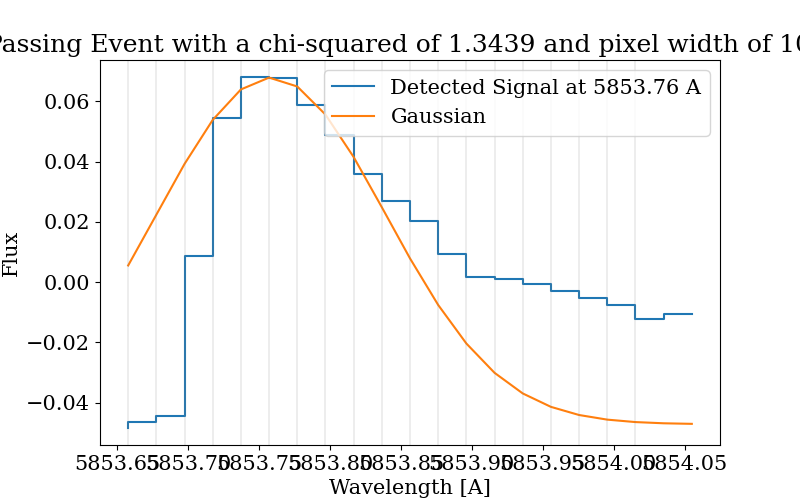 Passing Event with a chi-squared of 1.3439 and pixel width of 10
Detected Signal at 5853.76 A
Gaussian
Flux
0.06
0.04
0.02
0.00
−0.02
−0.04
5853.65 5853.70 5853.75 5853.80 5853.85 5853.90 5853.95 5854.00 5854.05
Wavelength [A]